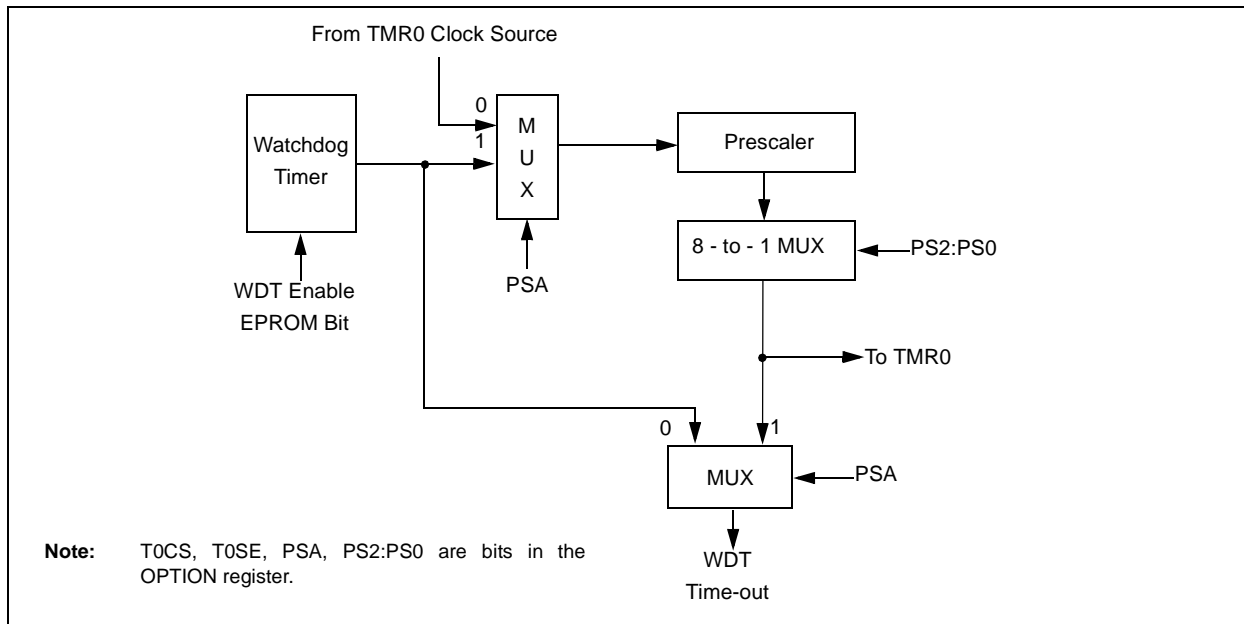 From TMR0 Clock Source
0
1
M
U
X
Watchdog
Timer
Prescaler
8 - to - 1 MUX
PS2:PS0
PSA
WDT Enable
EPROM Bit
To TMR0
0
1
MUX
PSA
WDT
Time-out
Note: T0CS, T0SE, PSA, PS2:PS0 are bits in the
OPTION register.